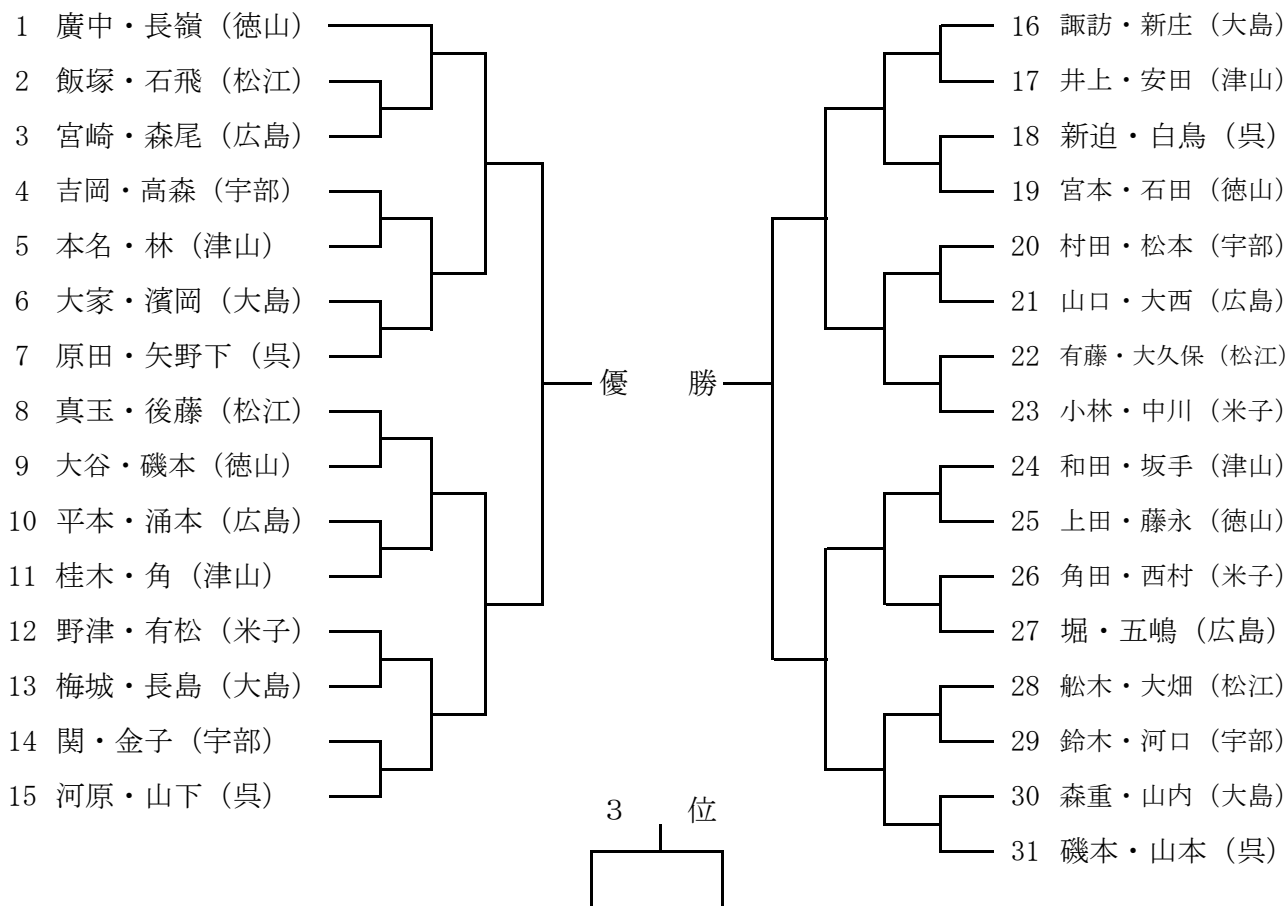 1 廣中・長嶺（徳山）
2 飯塚・石飛（松江）
3 宮崎・森尾（広島）
4 吉岡・高森（宇部）
5 本名・林（津山）
6 大家・濱岡（大島）
7 原田・矢野下（呉）
8 真玉・後藤（松江）
9 大谷・磯本（徳山）
10 平本・涌本（広島）
11 桂木・角（津山）
12 野津・有松（米子）
13 梅城・長島（大島）
14 関・金子（宇部）
15 河原・山下（呉）
優 勝
3 位
16 諏訪・新庄（大島）
17 井上・安田（津山）
18 新迫・白鳥（呉）
19 宮本・石田（徳山）
20 村田・松本（宇部）
21 山口・大西（広島）
22 有藤・大久保（松江）
23 小林・中川（米子）
24 和田・坂手（津山）
25 上田・藤永（徳山）
26 角田・西村（米子）
27 堀・五嶋（広島）
28 舩木・大畑（松江）
29 鈴木・河口（宇部）
30 森重・山内（大島）
31 磯本・山本（呉）